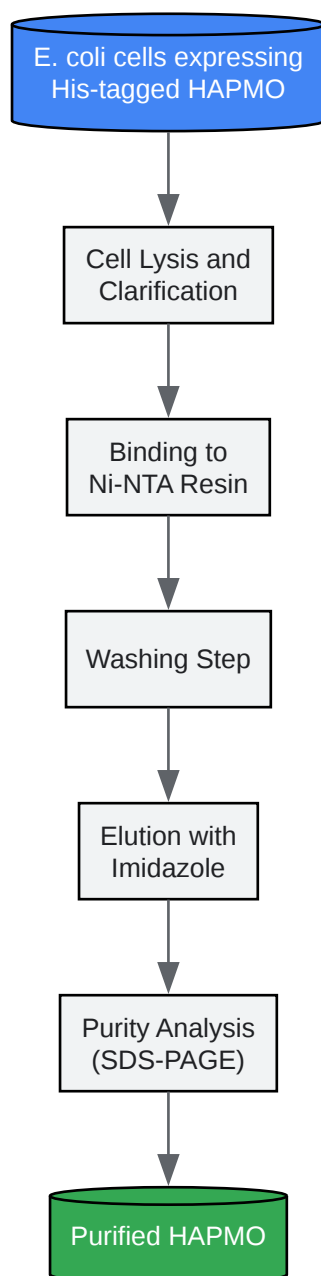 E. coli cells expressing
His-tagged HAPMO
Cell Lysis and
Clarification
Binding to
Ni-NTA Resin
Washing Step
Elution with
Imidazole
Purity Analysis
(SDS-PAGE)
Purified HAPMO